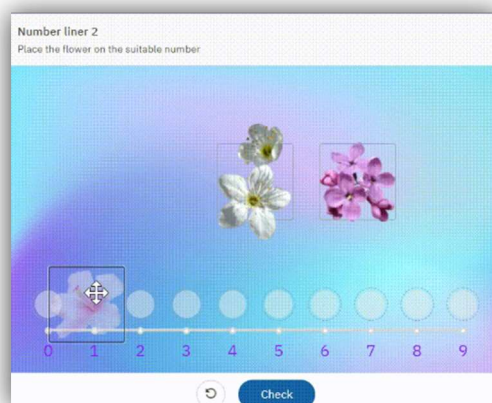 Number liner 2
Place the flower on the suitable number
0 1 2 3 4 5 6 7 8 9
Check